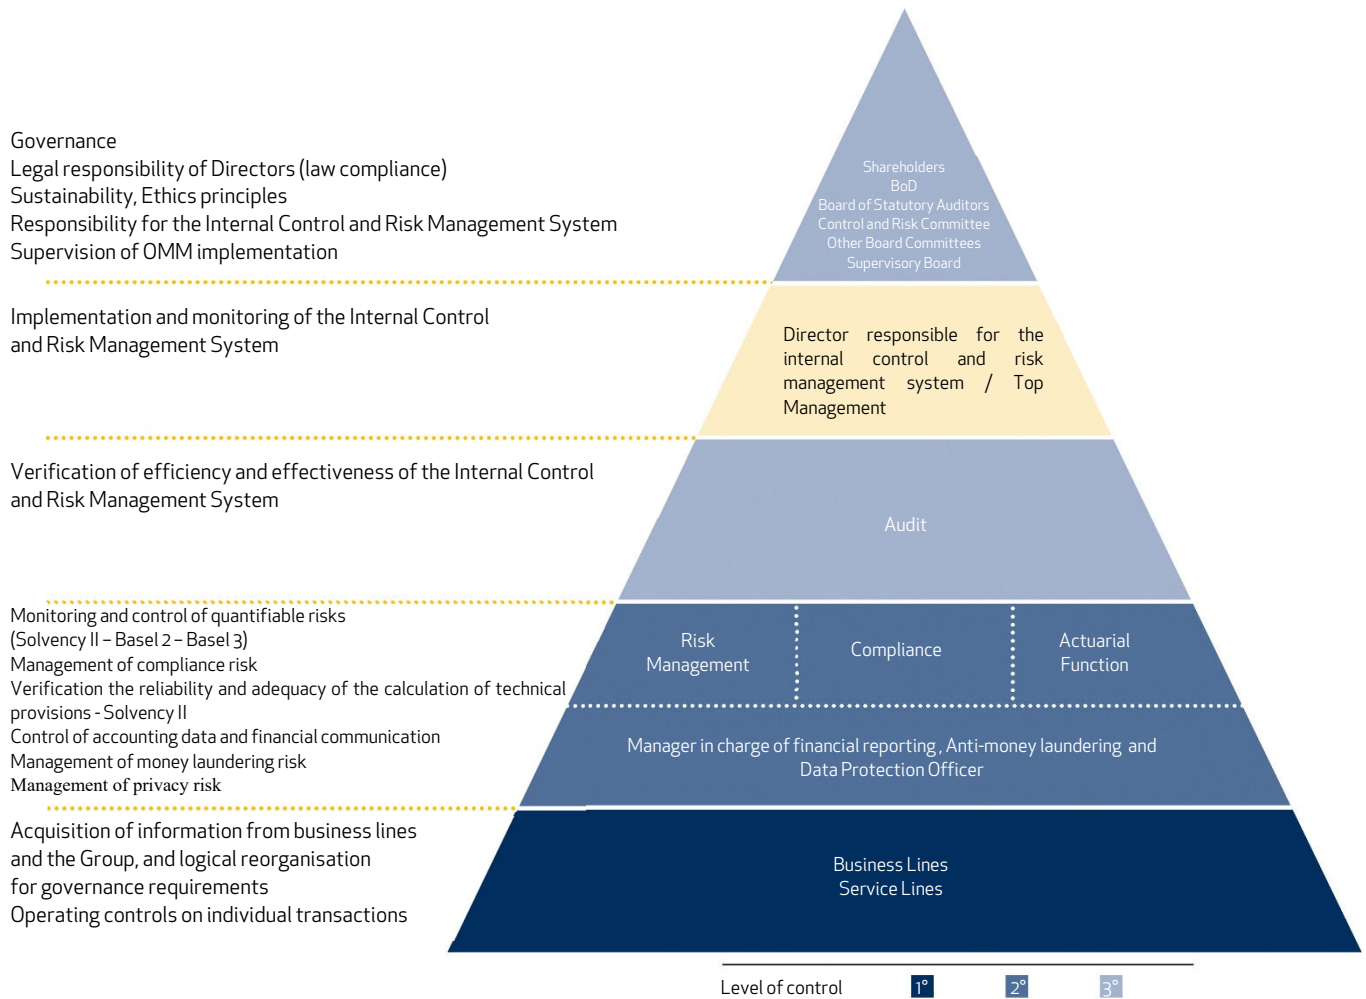 Governance
Legal responsibility of Directors (law compliance)
Sustainability, Ethics principles
Responsibility for the Internal Control and Risk Management System
Supervision of OMM implementation
Shareholders
BoD
Board of Statutory Auditors
Control and Risk Committee
Other Board Committees
Supervisory Board
Implementation and monitoring of the Internal Control
and Risk Management System
Director responsible for the
internal control and risk
management system / Top
Management
Verification of efficiency and effectiveness of the Internal Control
and Risk Management System
Audit
Monitoring and control of quantifiable risks
(Solvency II – Basel 2 – Basel 3)
Management of compliance risk
Verification the reliability and adequacy of the calculation of technical
provisions - Solvency II
Control of accounting data and financial communication
Management of money laundering risk
Management of privacy risk
Risk
Management
Compliance
Actuarial
Function
Manager in charge of financial reporting , Anti-money laundering and
Data Protection Officer
Acquisition of information from business lines
and the Group, and logical reorganisation
for governance requirements
Operating controls on individual transactions
Business Lines
Service Lines
Level of control 1° 2° 3°